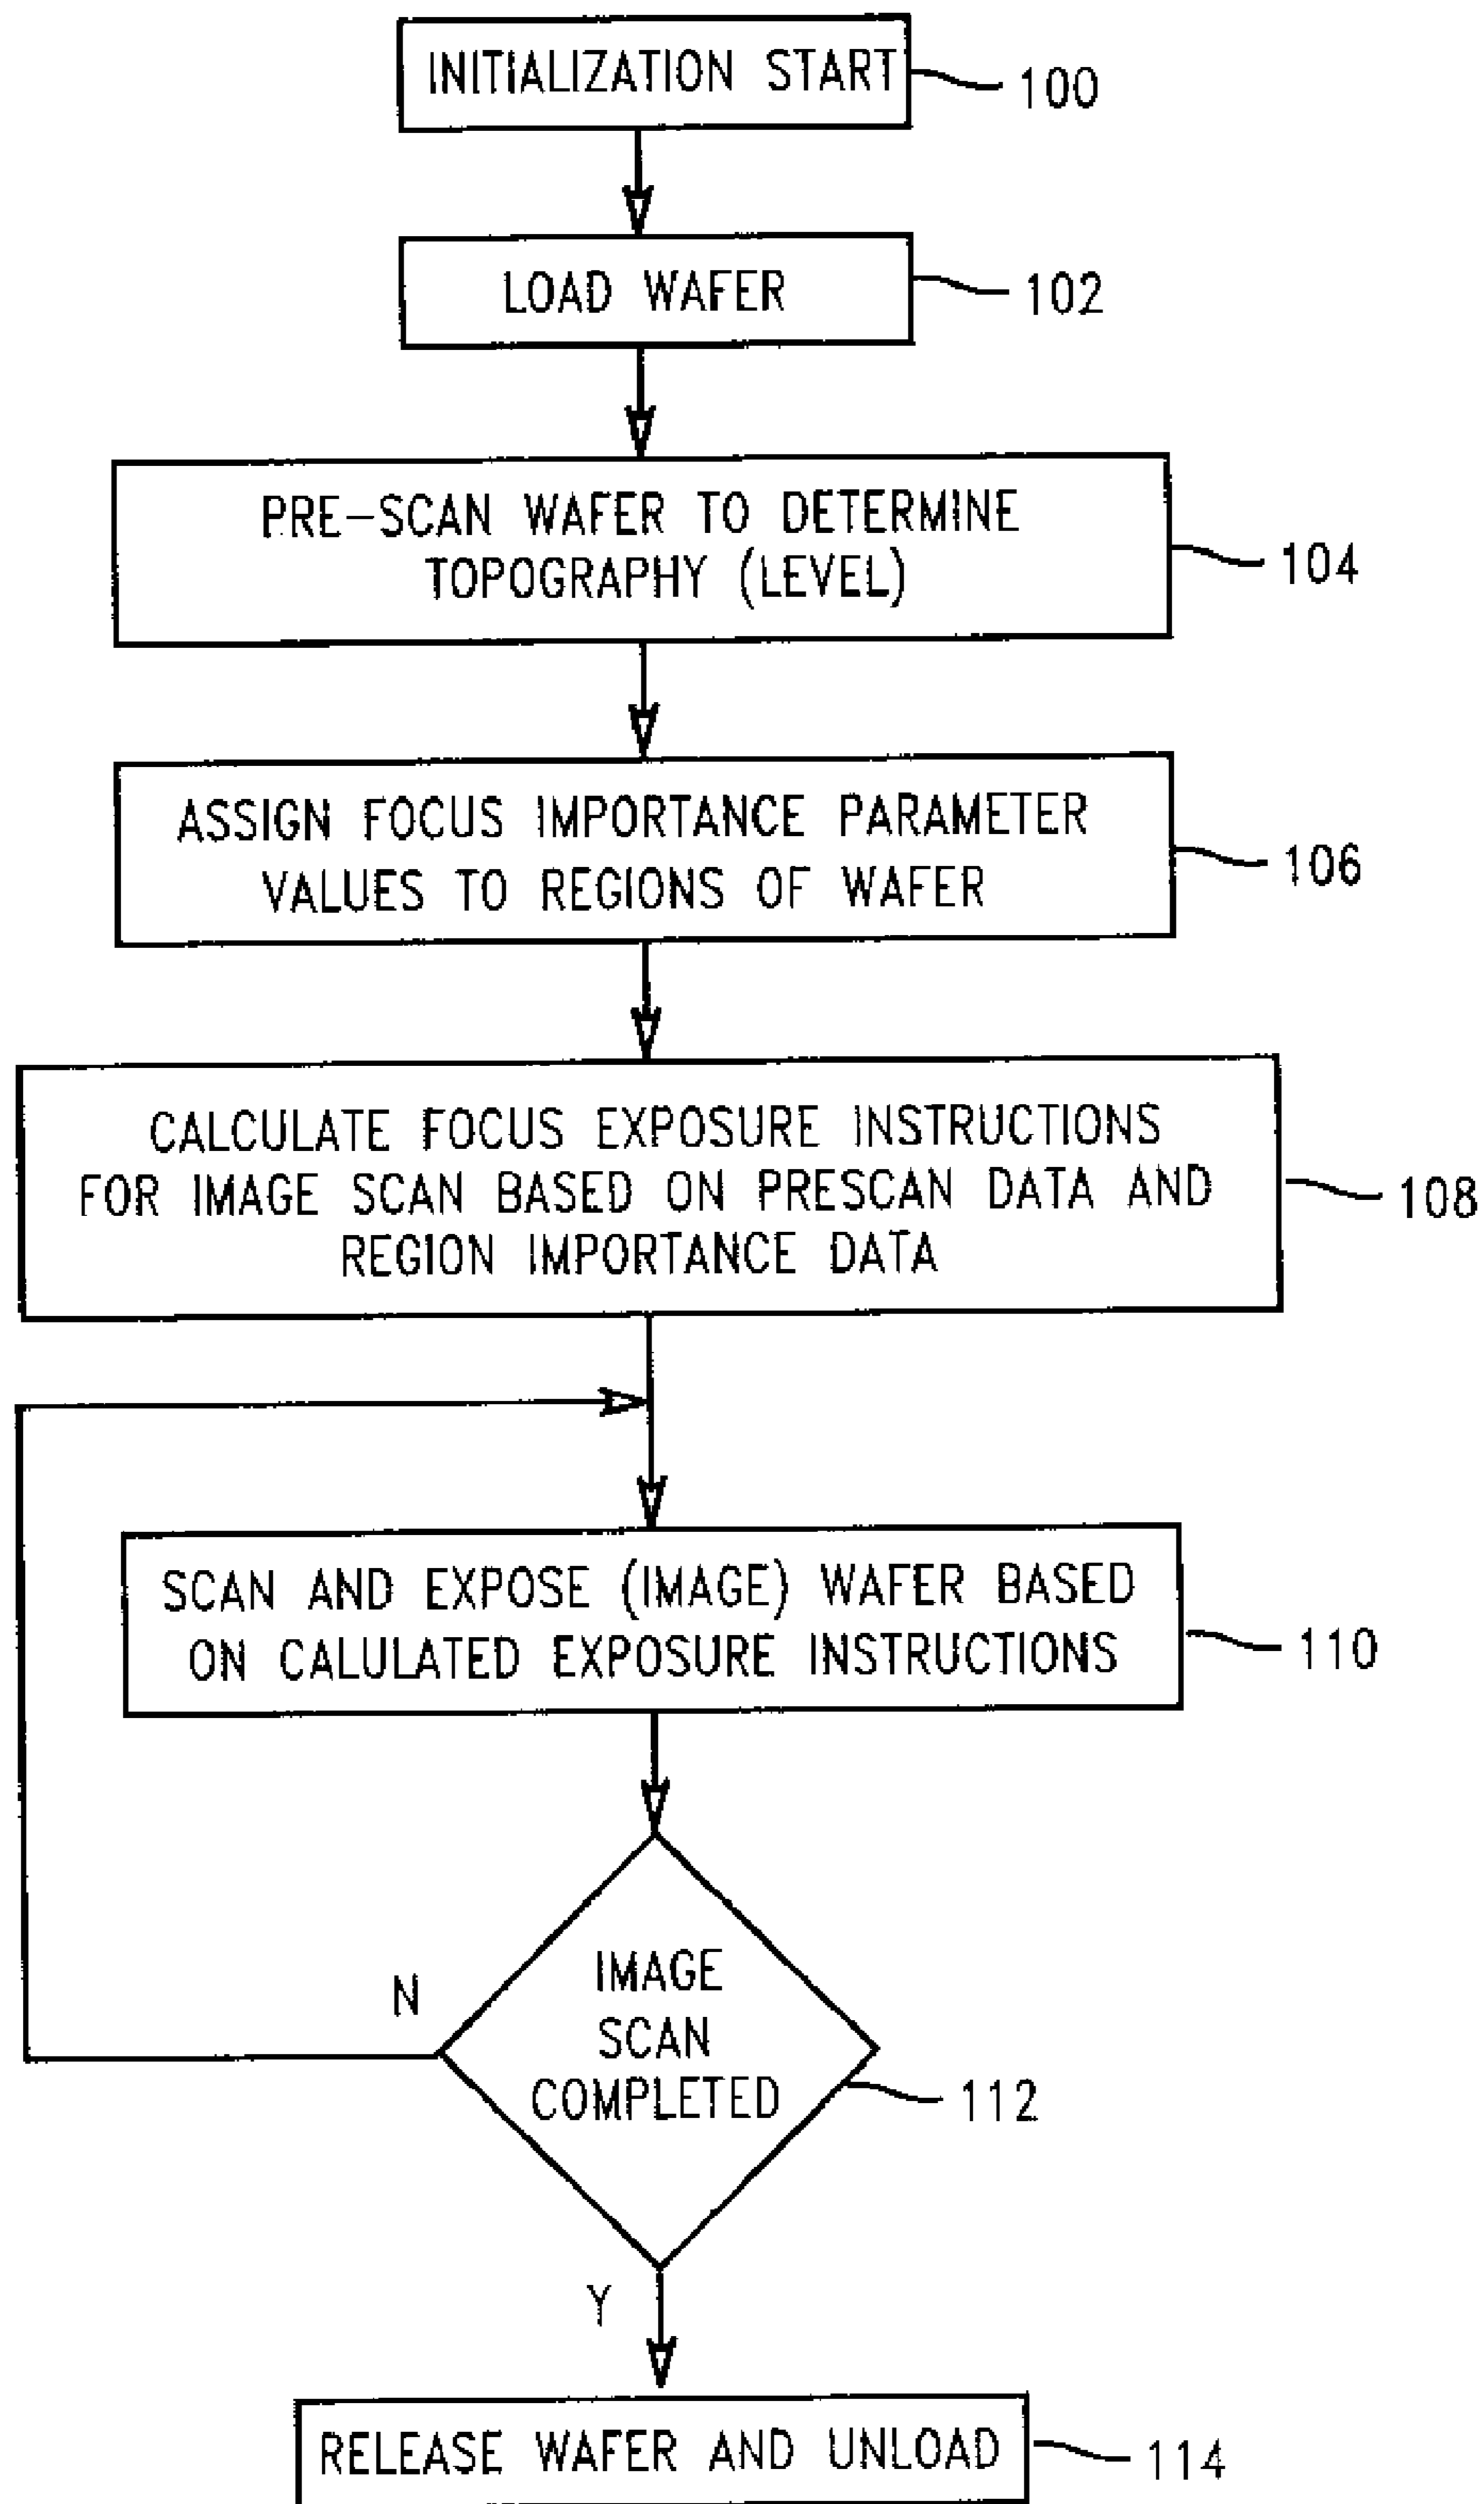 INITIALIZATION START
100
LOAD WAFER
102
PRE-SCAN WAFER TO DETERMINE
TOPOGRAPHY (LEVEL)
104
ASSIGN FOCUS IMPORTANCE PARAMETER
VALUES TO REGIONS OF WAFER
106
CALCULATE FOCUS EXPOSURE INSTRUCTIONS
FOR IMAGE SCAN BASED ON PRESCAN DATA AND
REGION IMPORTANCE DATA
108
SCAN AND EXPOSE (IMAGE) WAFER BASED
ON CALULATED EXPOSURE INSTRUCTIONS
110
N
IMAGE
SCAN
COMPLETED
112
Y
RELEASE WAFER AND UNLOAD
114